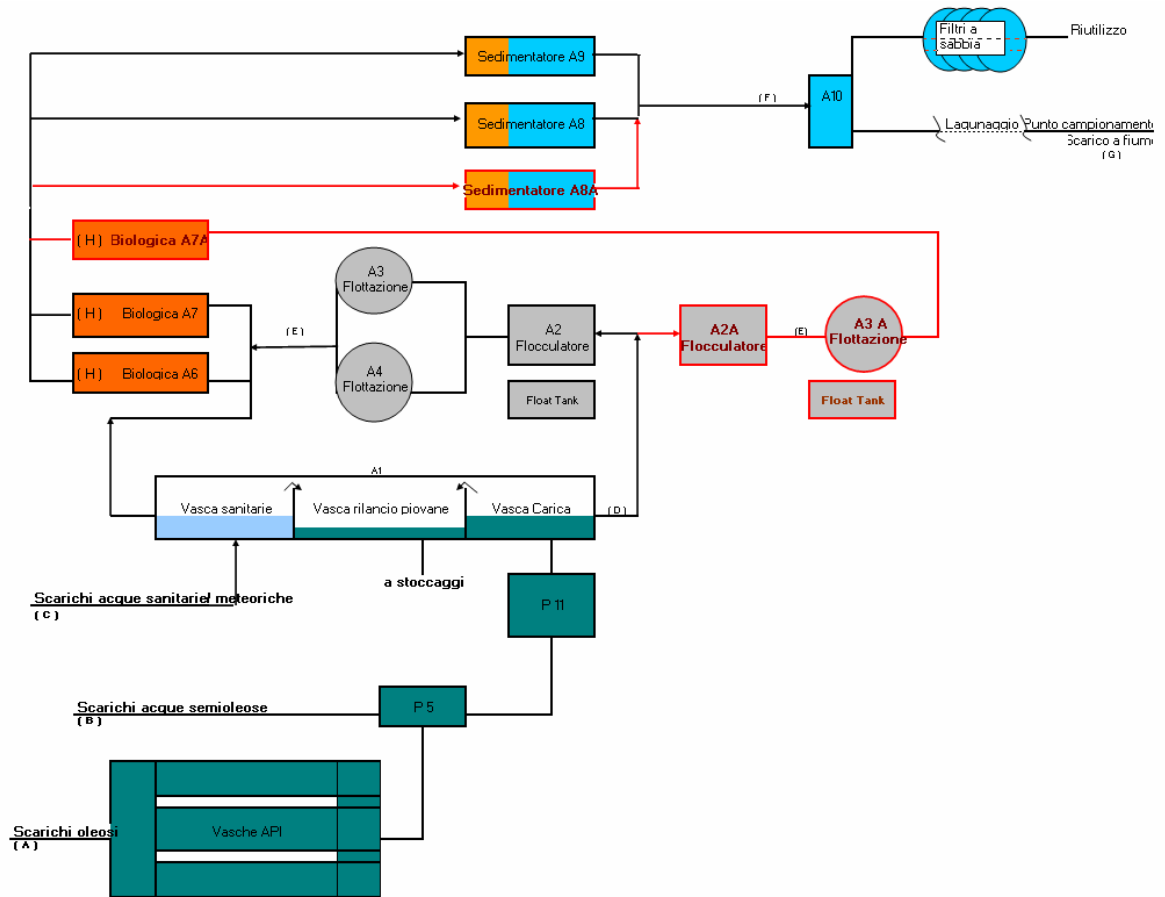 Filtri a
sabbia
Riutilizzo
Sedimentatore A9
( F )
A10
Sedimentatore A8
Lagunaggio
Punto campionamento
Scarico a fiume
( G )
Sedimentatore A8A
( H ) Biologica A7A
A3
Flottazione
( H ) Biologica A7
( E )
A2
Flocculatore
A2A
Flocculatore
(E)
A3 A
Flottazione
( H ) Biologica A6
A4
Flottazione
Float Tank
Float Tank
A1
Vasca sanitarie
Vasca rilancio piovane
Vasca Carica
( D )
a stoccaggi
Scarichi acque sanitarie/ meteoriche
( C )
P 11
Scarichi acque semioleose
( B )
P 5
Scarichi oleosi
( A )
Vasche API